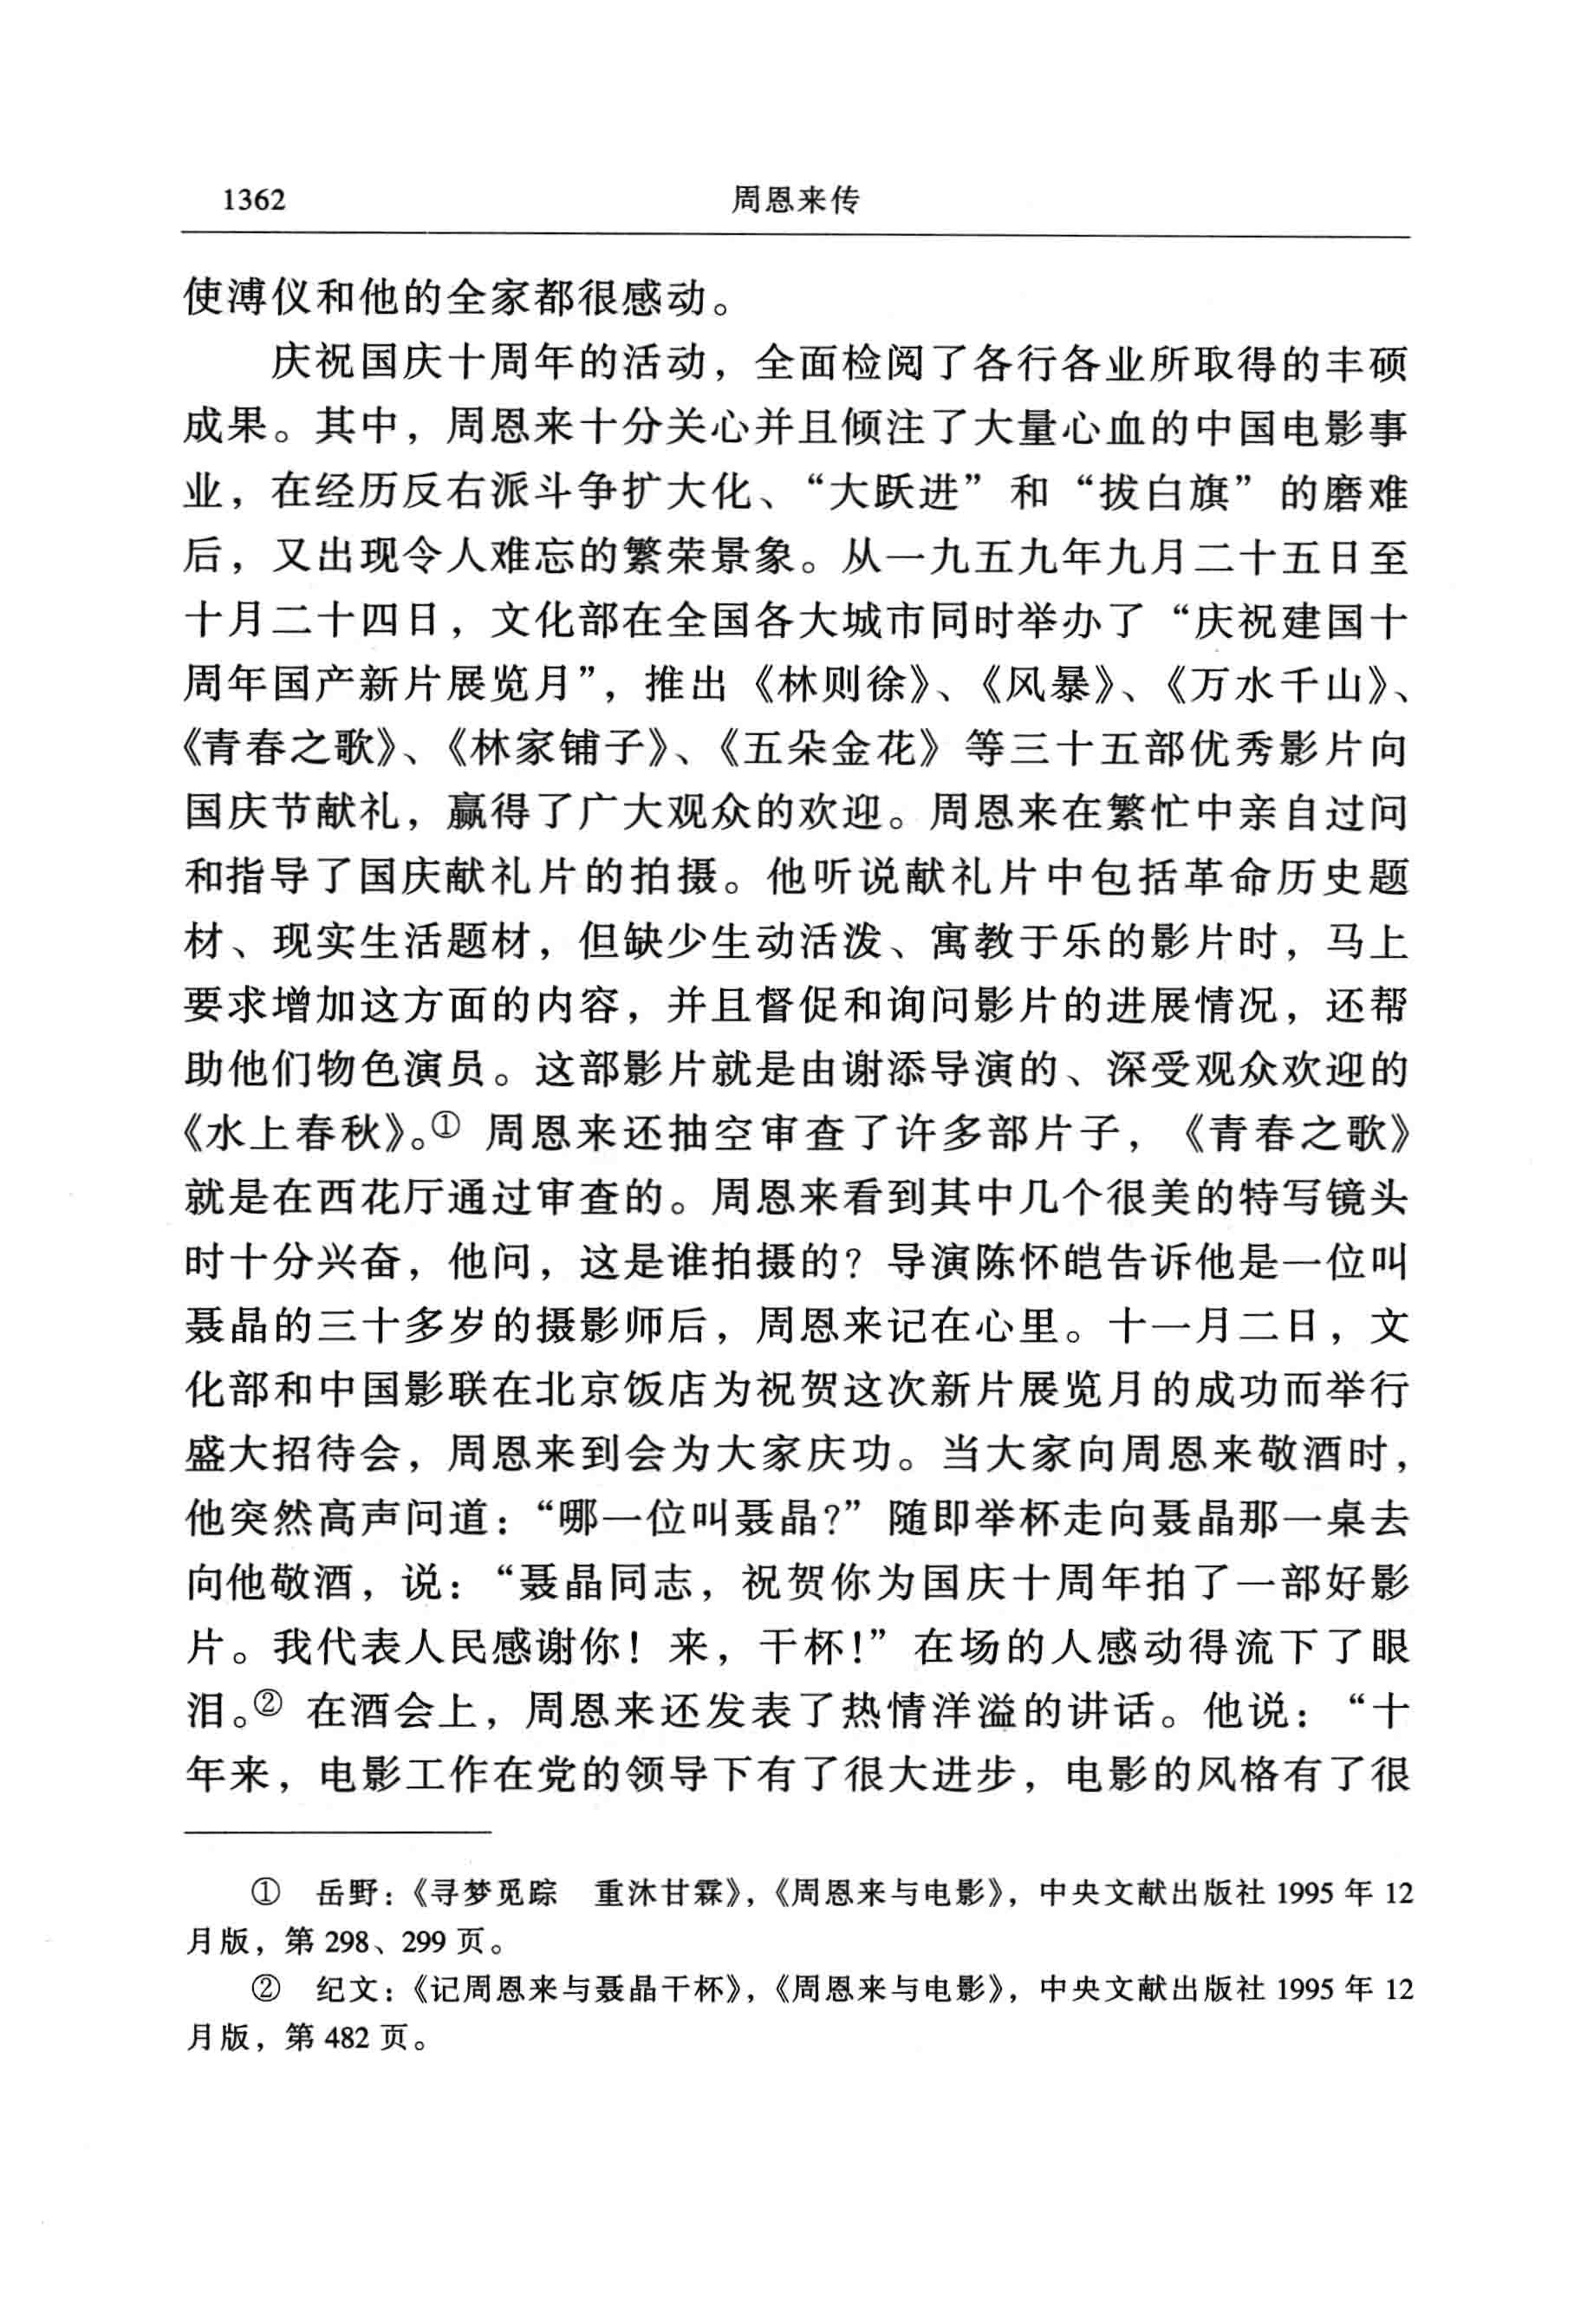 1362 周恩来传
使溥仪和他的全家都很感动。
庆祝国庆十周年的活动，全面检阅了各行各业所取得的丰硕
成果。其中，周恩来十分关心并且倾注了大量心血的中国电影事
业，在经历反右派斗争扩大化、“大跃进”和“拔白旗”的磨难
后，又出现令人难忘的繁荣景象。从一九五九年九月二十五日至
十月二十四日，文化部在全国各大城市同时举办了“庆祝建国十
周年国产新片展览月”，推出《林则徐》、《风暴》、《万水千山》、
《青春之歌》、《林家铺子》、《五朵金花》等三十五部优秀影片向
国庆节献礼，赢得了广大观众的欢迎。周恩来在繁忙中亲自过问
和指导了国庆献礼片的拍摄。他听说献礼片中包括革命历史题
材、现实生活题材，但缺少生动活泼、寓教于乐的影片时，马上
要求增加这方面的内容，并且督促和询问影片的进展情况，还帮
助他们物色演员。这部影片就是由谢添导演的、深受观众欢迎的
《水上春秋》。① 周恩来还抽空审查了许多部片子，《青春之歌》
就是在西花厅通过审查的。周恩来看到其中几个很美的特写镜头
时十分兴奋，他问，这是谁拍摄的？导演陈怀皑告诉他是一位叫
聂晶的三十多岁的摄影师后，周恩来记在心里。十一月二日，文
化部和中国影联在北京饭店为祝贺这次新片展览月的成功而举行
盛大招待会，周恩来到会为大家庆功。当大家向周恩来敬酒时，
他突然高声问道：“哪一位叫聂晶？”随即举杯走向聂晶那一桌去
向他敬酒，说：“聂晶同志，祝贺你为国庆十周年拍了一部好影
片。我代表人民感谢你！来，干杯！”在场的人感动得流下了眼
泪。② 在酒会上，周恩来还发表了热情洋溢的讲话。他说：“十
年来，电影工作在党的领导下有了很大进步，电影的风格有了很
① 岳野：《寻梦觅踪 重沐甘霖》，《周恩来与电影》，中央文献出版社 1995 年 12
月版，第 298、299 页。
② 纪文：《记周恩来与聂晶干杯》，《周恩来与电影》，中央文献出版社 1995 年 12
月版，第 482 页。